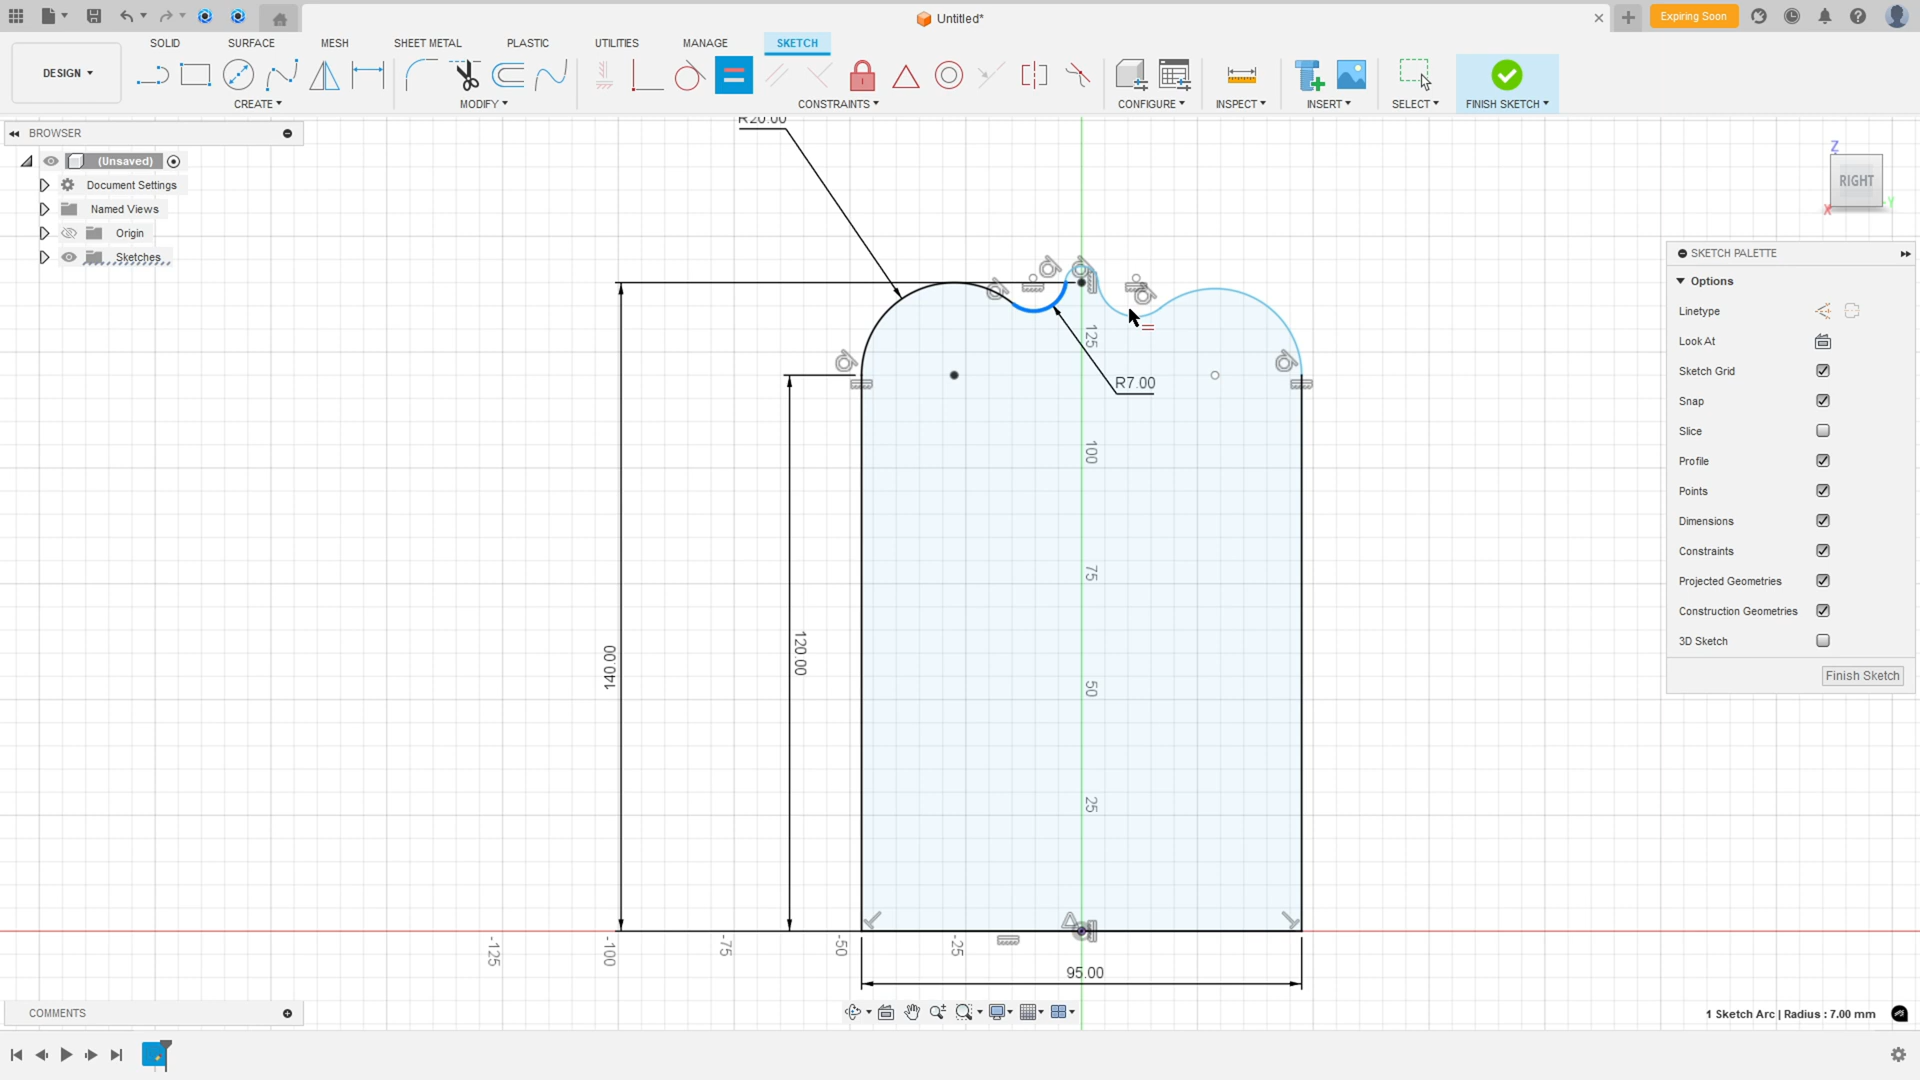 Untitled*
Expiring Soon
DESIGN
SOLID
SURFACE
MESH
SHEET METAL
PLASTIC
UTILITIES
MANAGE
SKETCH
CREATE
MODIFY
CONSTRAINTS
CONFIGURE
INSPECT
INSERT
SELECT
FINISH SKETCH
BROWSER
(Unsaved)
Document Settings
Named Views
Origin
Sketches
R20.00
R7.00
140.00
120.00
95.00
125
100
75
50
25
-125
-100
-75
-50
-25
Z
RIGHT
X
Y
SKETCH PALETTE
Options
Linetype
Look At
Sketch Grid
Snap
Slice
Profile
Points
Dimensions
Constraints
Projected Geometries
Construction Geometries
3D Sketch
Finish Sketch
COMMENTS
1 Sketch Arc | Radius : 7.00 mm